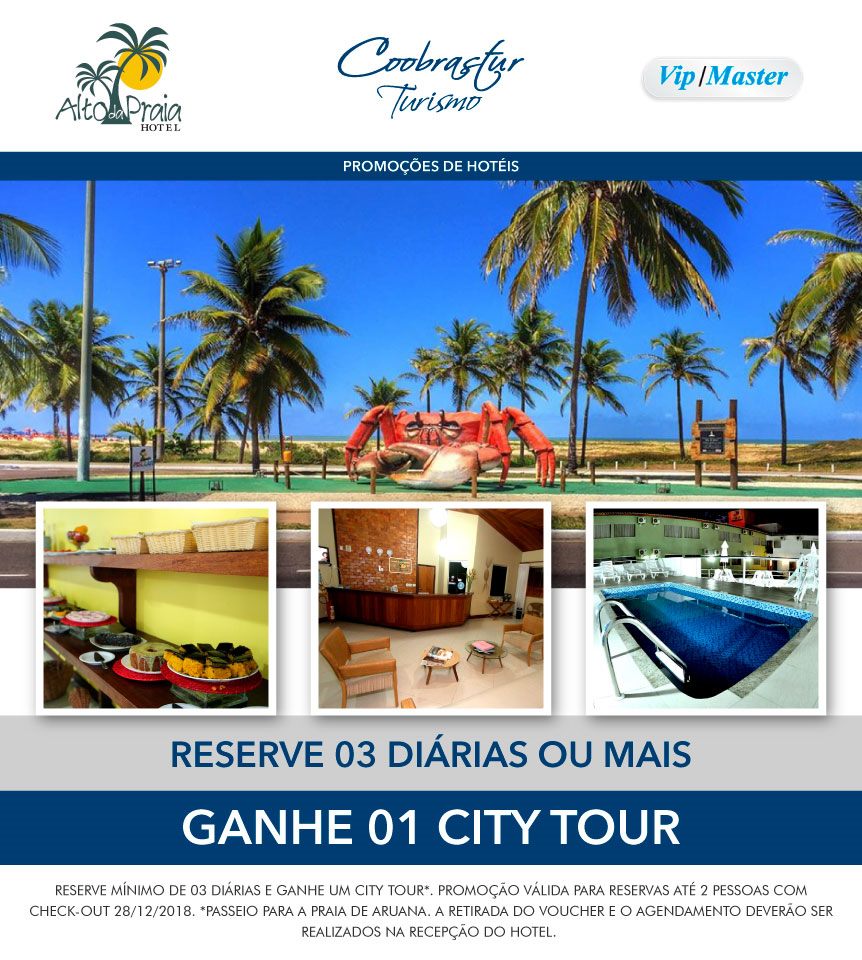 Alto da Praia
HOTEL
Coobrastur
Turismo
Vip/Master
PROMOÇÕES DE HOTÉIS
RESERVE 03 DIÁRIAS OU MAIS
GANHE 01 CITY TOUR
RESERVE MÍNIMO DE 03 DIÁRIAS E GANHE UM CITY TOUR*. PROMOÇÃO VÁLIDA PARA RESERVAS ATÉ 2 PESSOAS COM
CHECK-OUT 28/12/2018. *PASSEIO PARA A PRAIA DE ARUANA. A RETIRADA DO VOUCHER E O AGENDAMENTO DEVERÃO SER
REALIZADOS NA RECEPÇÃO DO HOTEL.